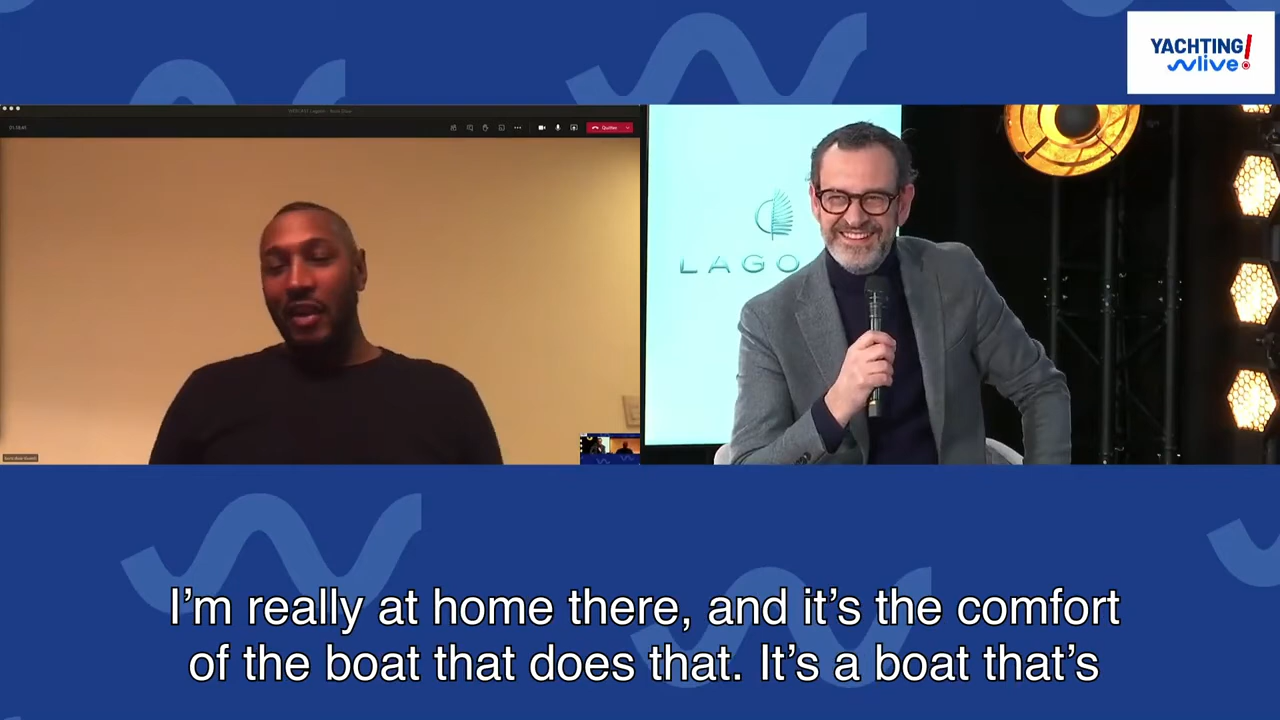 YACHTING!
live!
Quitter
LAGO
I'm really at home there, and it's the comfort
of the boat that does that. It's a boat that's